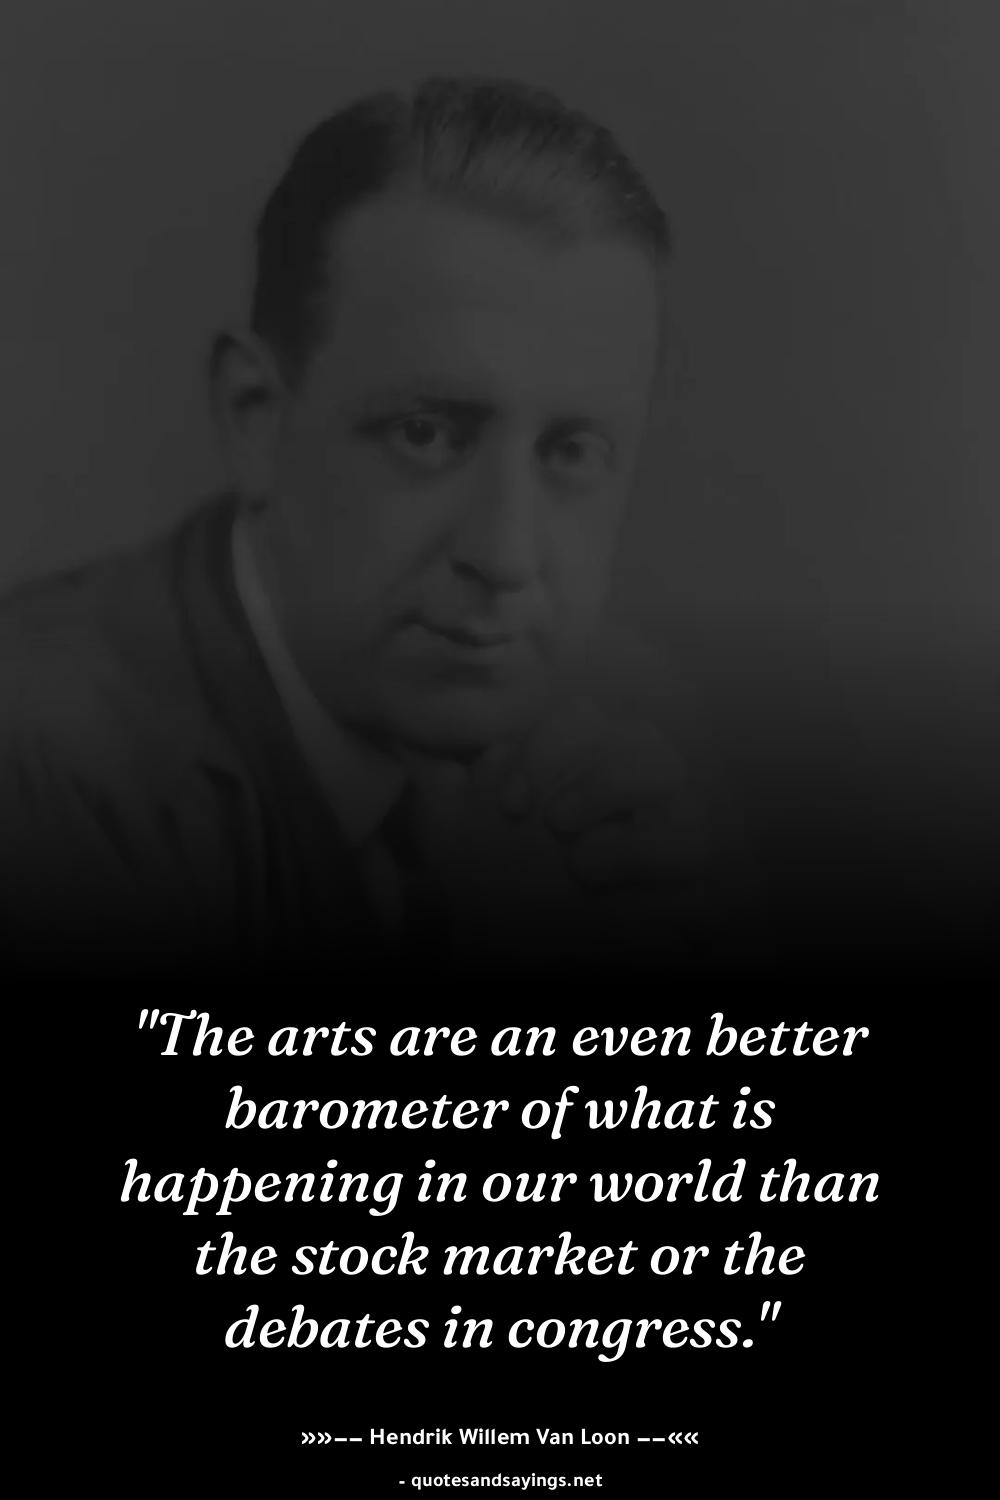 "The arts are an even better
barometer of what is
happening in our world than
the stock market or the
debates in congress."
»»−− Hendrik Willem Van Loon −−««
- quotesandsayings.net